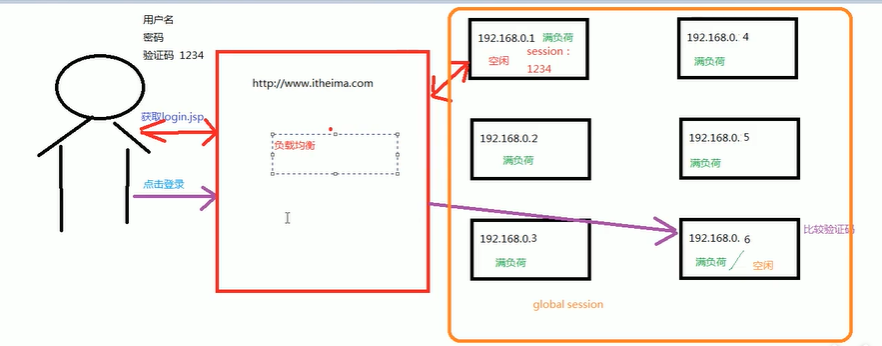 用户名
密码
验证码 1234
获取login.jsp
点击登录
http://www.itheima.com
负载均衡
192.168.0.1 满负荷
空闲 session：
1234
192.168.0.2
满负荷
192.168.0.3
满负荷
192.168.0. 4
满负荷
192.168.0. 5
满负荷
192.168.0. 6
满负荷 空闲
比较验证码
global session